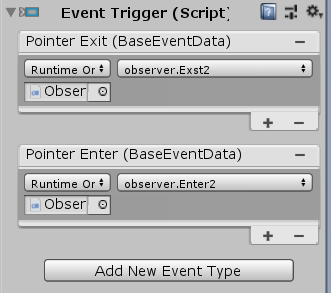 Event Trigger (Script)
Pointer Exit (BaseEventData)
Runtime Or
observer.Exst2
Obser
Pointer Enter (BaseEventData)
Runtime Or
observer.Enter2
Obser
Add New Event Type